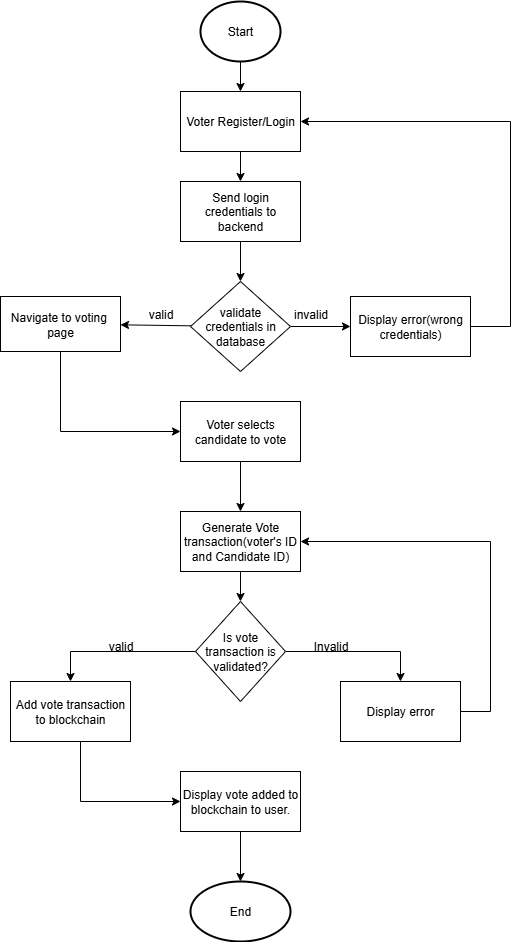 Start
Voter Register/Login
Send login
credentials to
backend
validate
credentials in
database
valid
invalid
Navigate to voting
page
Display error(wrong
credentials)
Voter selects
candidate to vote
Generate Vote
transaction(voter's ID
and Candidate ID)
Is vote
transaction is
validated?
valid
Invalid
Add vote transaction
to blockchain
Display error
Display vote added to
blockchain to user.
End